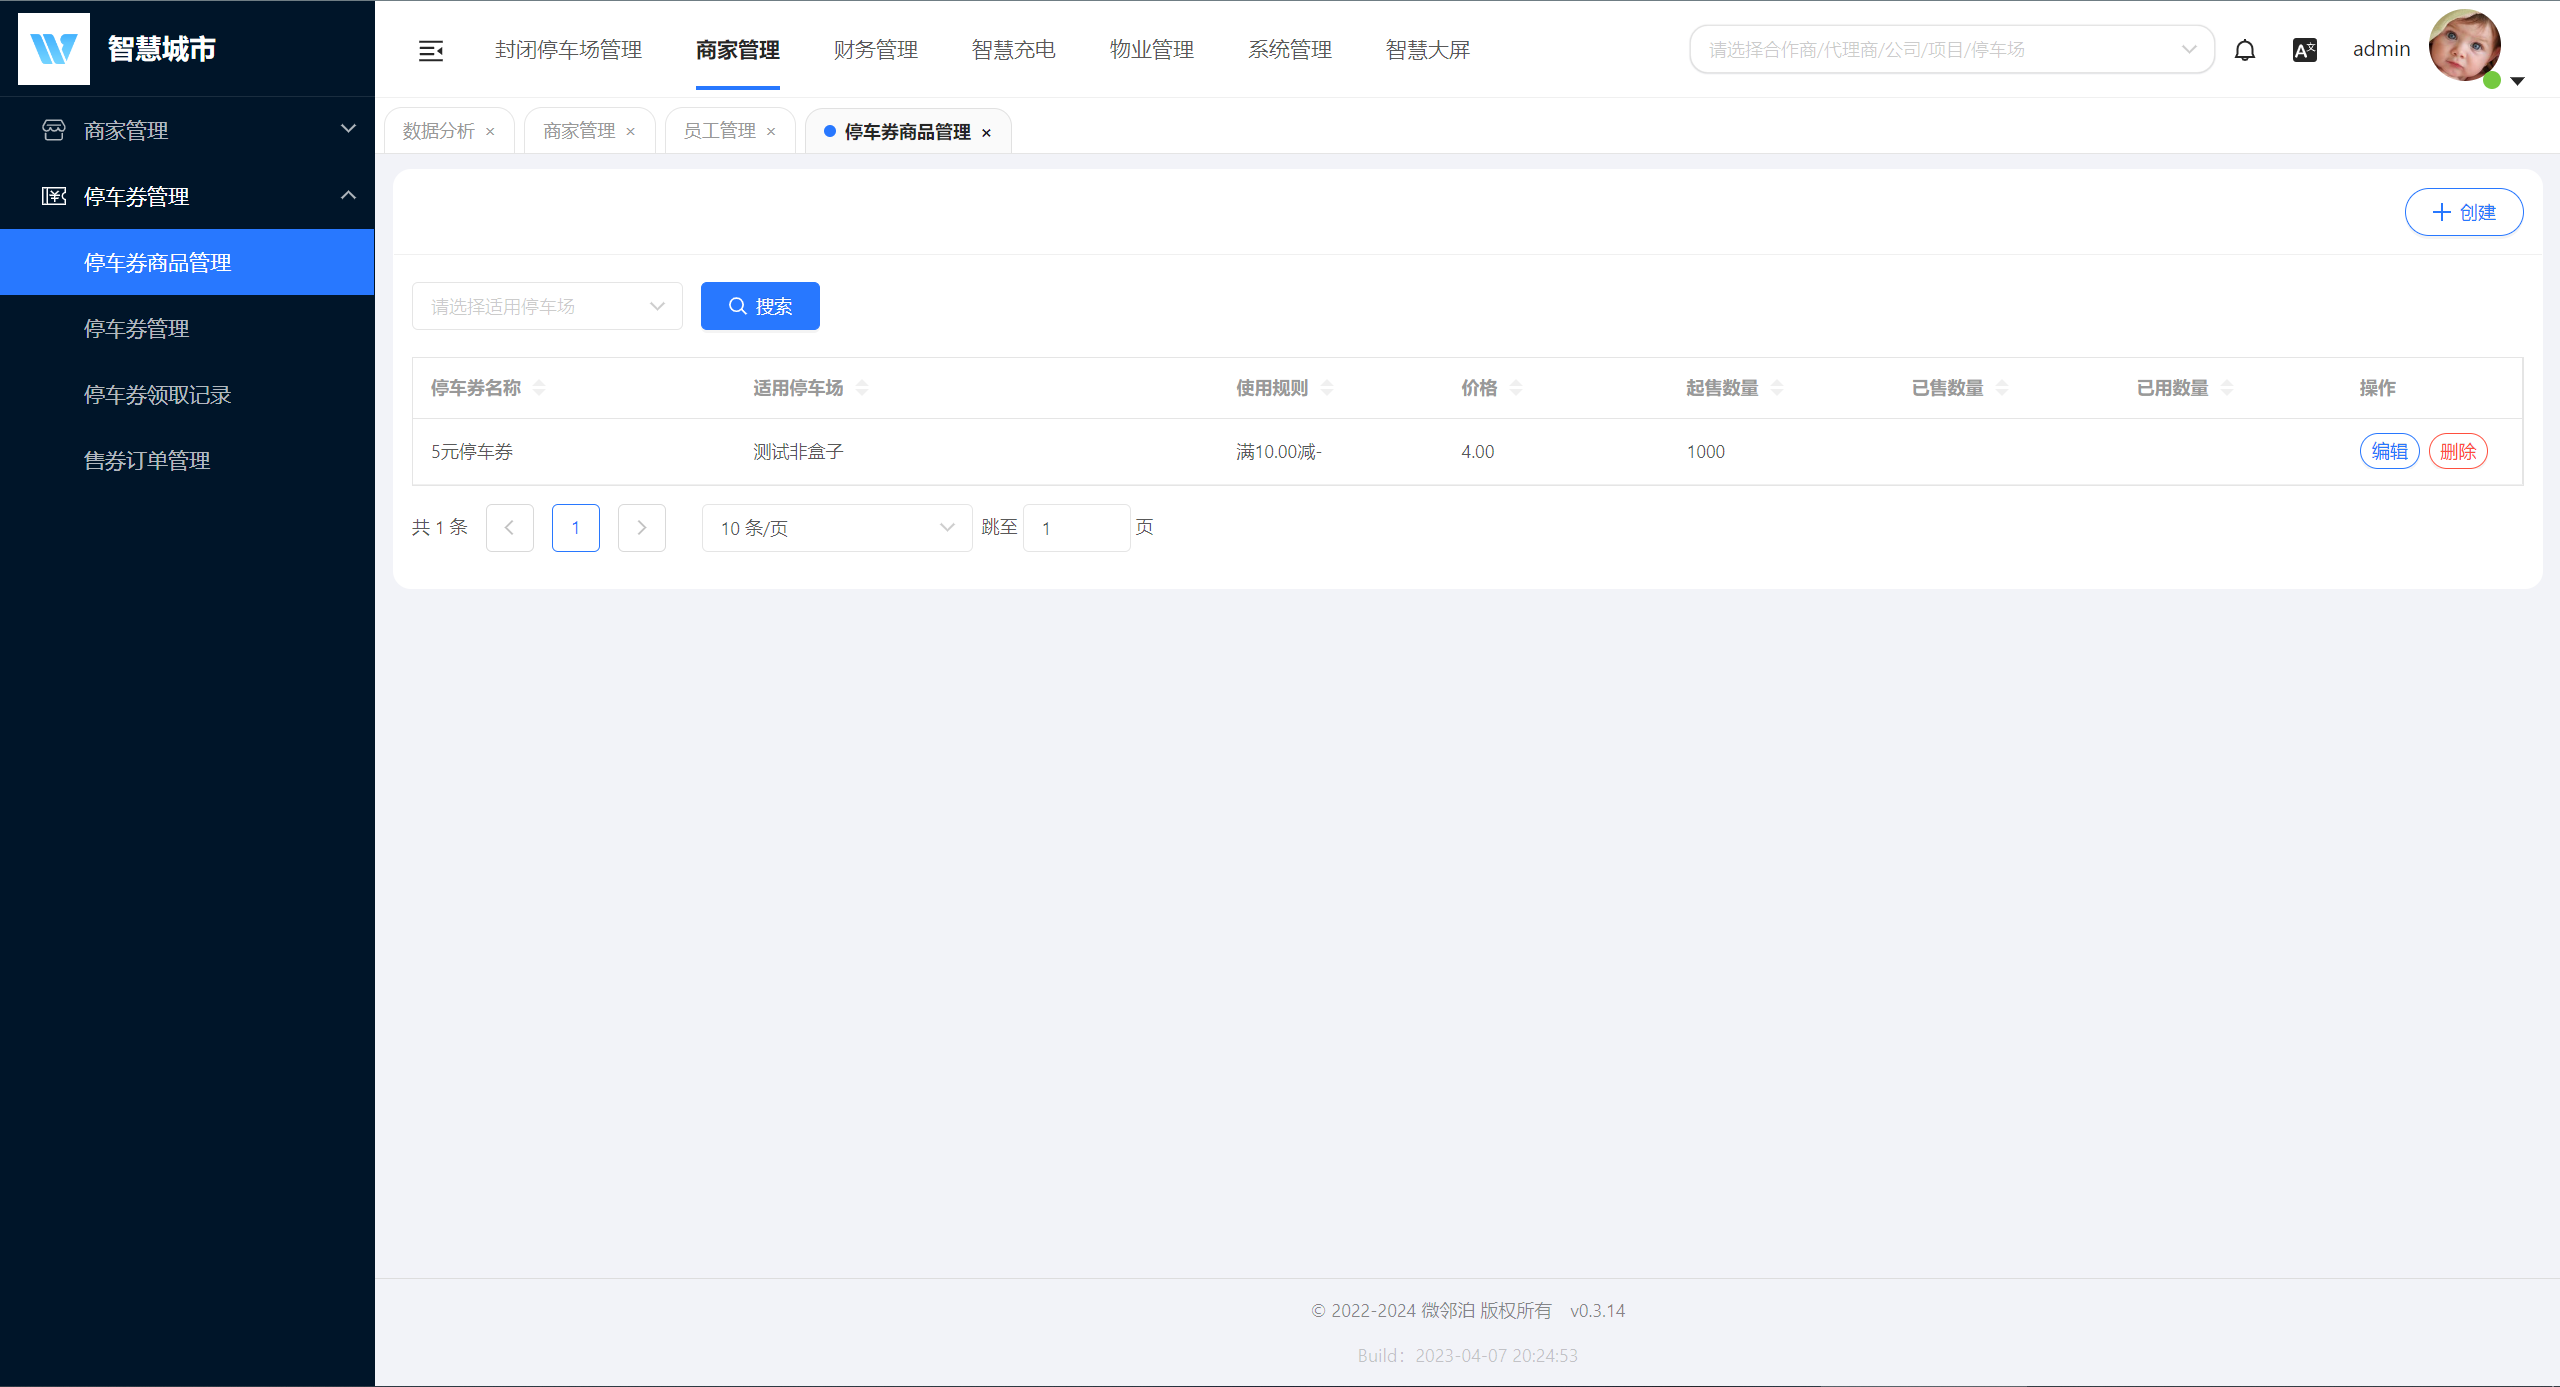 智慧城市
封闭停车场管理 商家管理 财务管理 智慧充电 物业管理 系统管理 智慧大屏 请选择合作商/代理商/公司/项目/停车场 admin
商家管理
停车券管理
停车券商品管理
停车券管理
停车券领取记录
售券订单管理
数据分析 × 商家管理 × 员工管理 × 停车券商品管理 ×
创建
请选择适用停车场 搜索
停车券名称 适用停车场 使用规则 价格 起售数量 已售数量 已用数量 操作
5元停车券 测试非盒子 满10.00减- 4.00 1000 编辑 删除
共 1 条 1 10 条/页 跳至 1 页
© 2022-2024 微邻泊 版权所有 v0.3.14
Build：2023-04-07 20:24:53